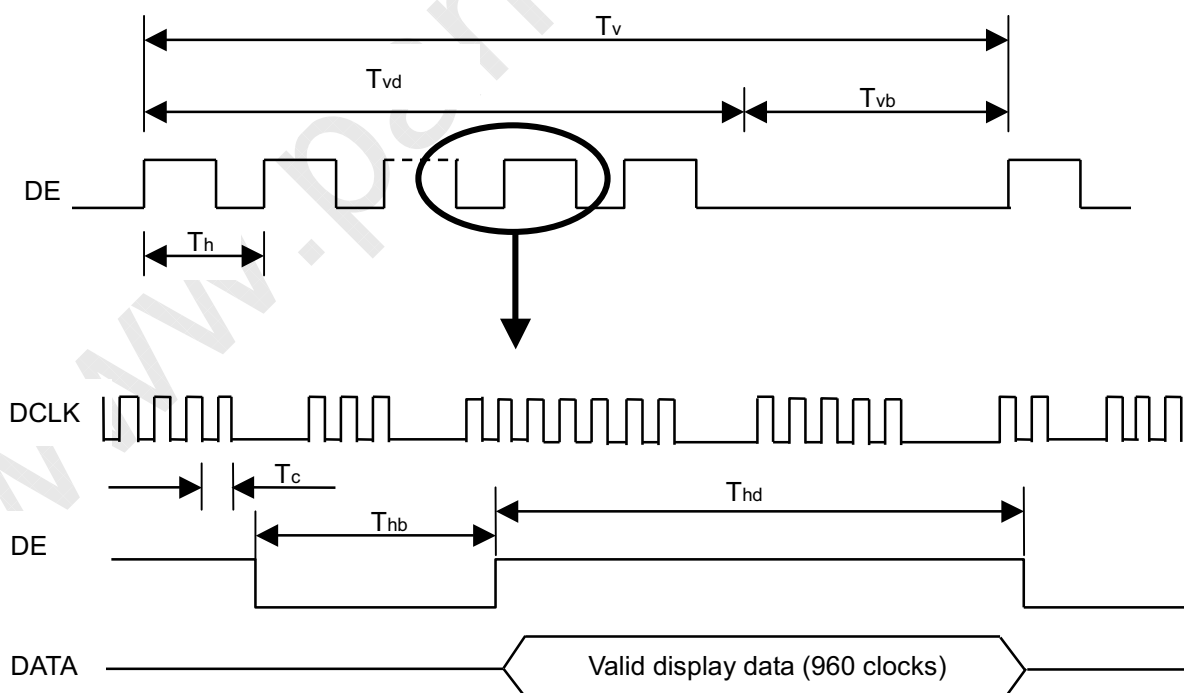 Tv
Tvd
Tvb
DE
Th
DCLK
Tc
Thd
Thb
DE
DATA
Valid display data (960 clocks)